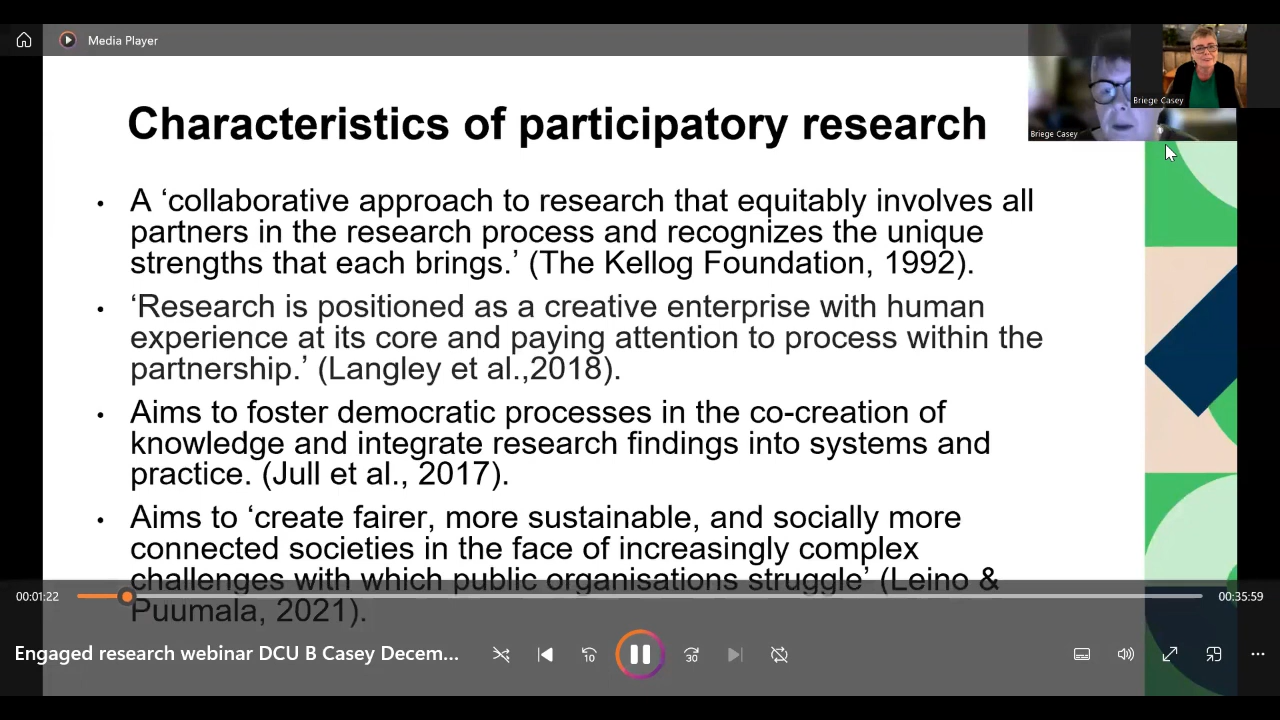 Media Player
Briege Casey
Briege Casey
Characteristics of participatory research
• A ‘collaborative approach to research that equitably involves all
partners in the research process and recognizes the unique
strengths that each brings.’ (The Kellog Foundation, 1992).
• ‘Research is positioned as a creative enterprise with human
experience at its core and paying attention to process within the
partnership.’ (Langley et al.,2018).
• Aims to foster democratic processes in the co-creation of
knowledge and integrate research findings into systems and
practice. (Jull et al., 2017).
• Aims to ‘create fairer, more sustainable, and socially more
connected societies in the face of increasingly complex
challenges with which public organisations struggle’ (Leino &
Puumala, 2021).
00:01:22
00:35:59
Engaged research webinar DCU B Casey Decem...
10
30